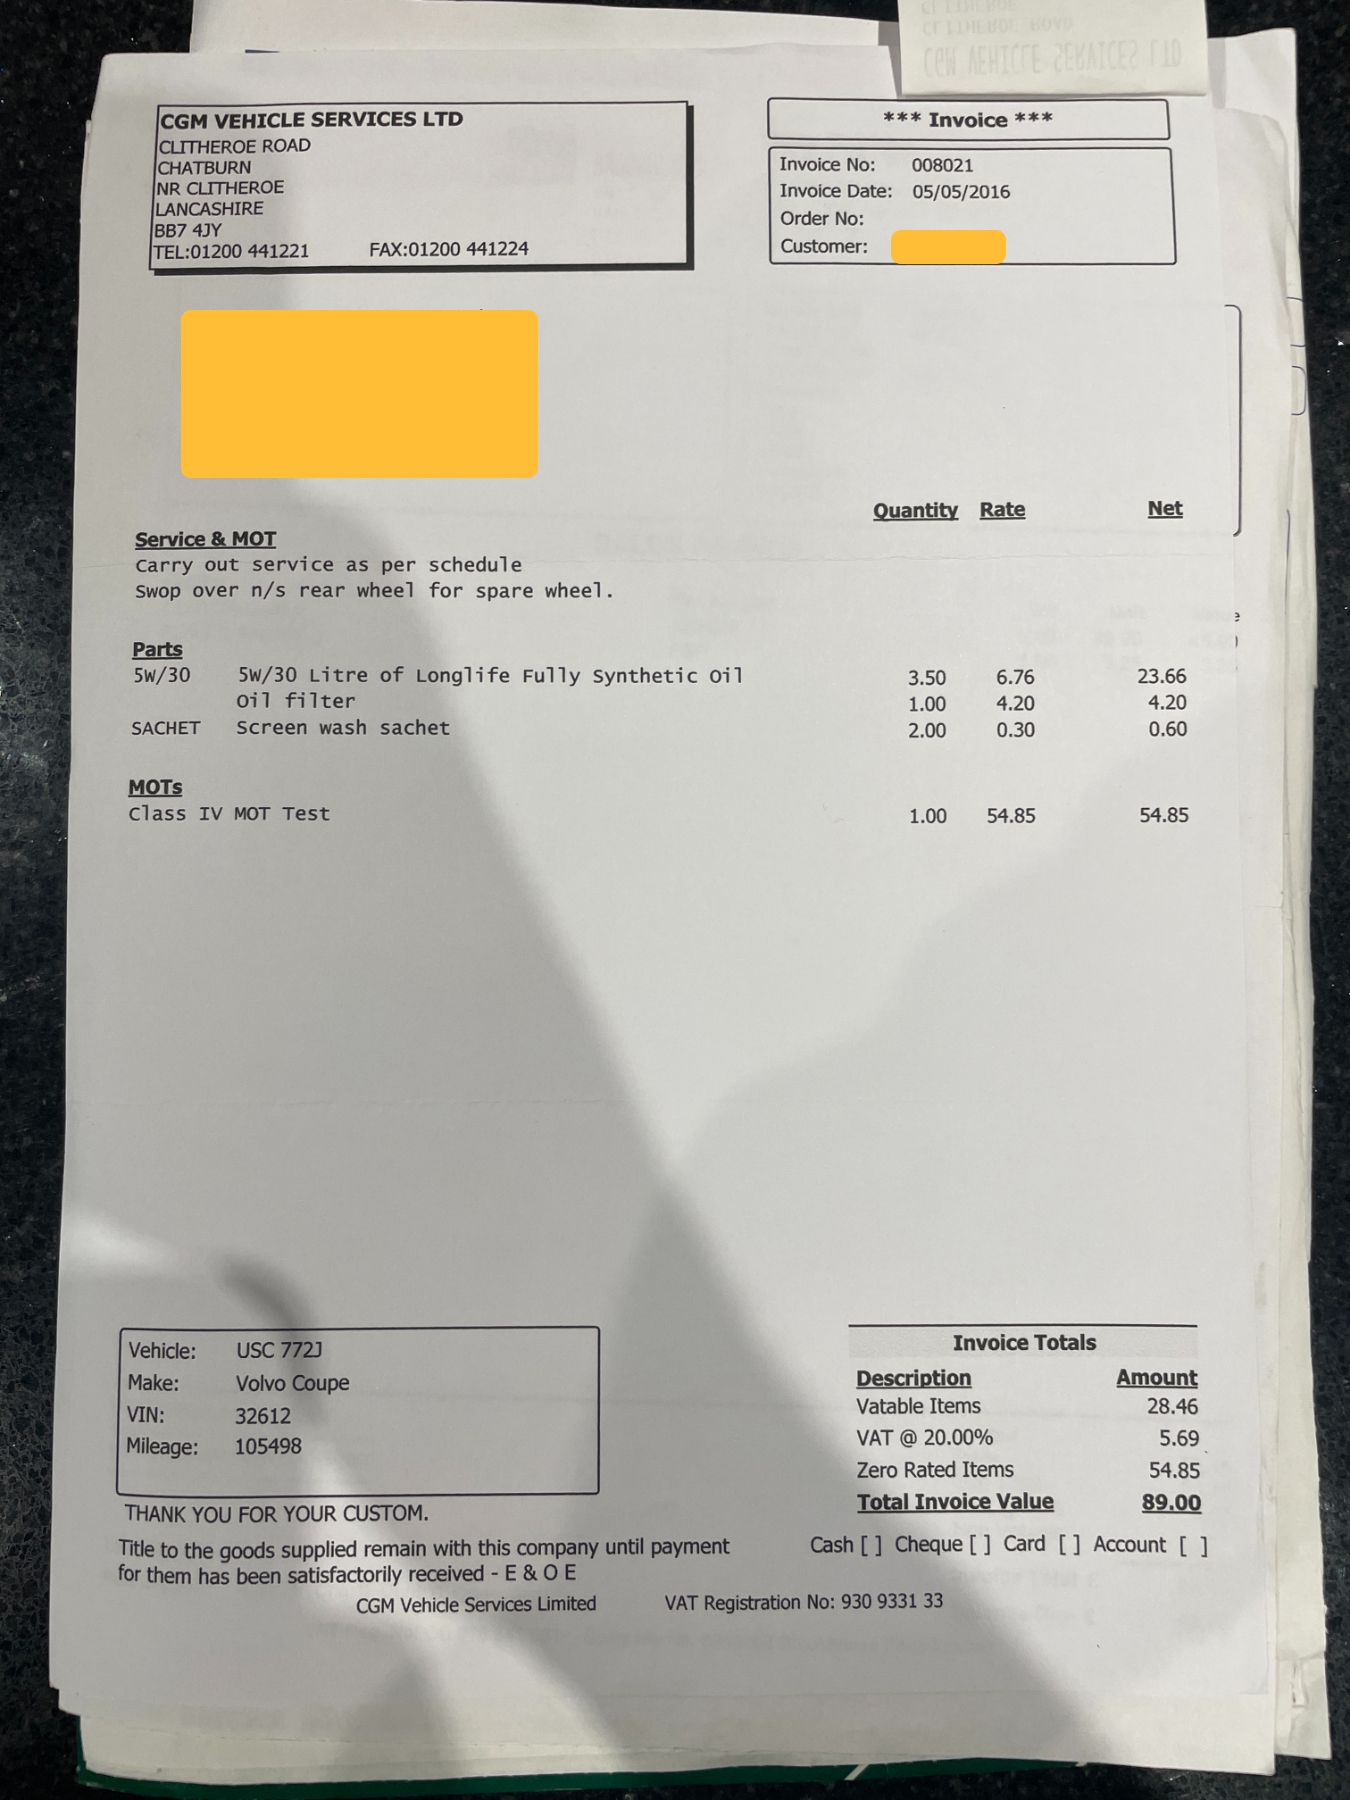 CGM VEHICLE SERVICES LTD
CLITHEROE ROAD
CLITHEROE
CGM VEHICLE SERVICES LTD
CLITHEROE ROAD
CHATBURN
NR CLITHEROE
LANCASHIRE
BB7 4JY
TEL:01200 441221 FAX:01200 441224
*** Invoice ***
Invoice No: 008021
Invoice Date: 05/05/2016
Order No:
Customer:
Quantity Rate Net
Service & MOT
Carry out service as per schedule
Swop over n/s rear wheel for spare wheel.
Parts
5W/30 5W/30 Litre of Longlife Fully Synthetic Oil 3.50 6.76 23.66
Oil filter 1.00 4.20 4.20
SACHET Screen wash sachet 2.00 0.30 0.60
MOTs
Class IV MOT Test 1.00 54.85 54.85
Vehicle: USC 772J
Make: Volvo Coupe
VIN: 32612
Mileage: 105498
Invoice Totals
Description Amount
Vatable Items 28.46
VAT @ 20.00% 5.69
Zero Rated Items 54.85
Total Invoice Value 89.00
THANK YOU FOR YOUR CUSTOM.
Title to the goods supplied remain with this company until payment
for them has been satisfactorily received - E & O E
Cash [ ] Cheque [ ] Card [ ] Account [ ]
CGM Vehicle Services Limited VAT Registration No: 930 9331 33